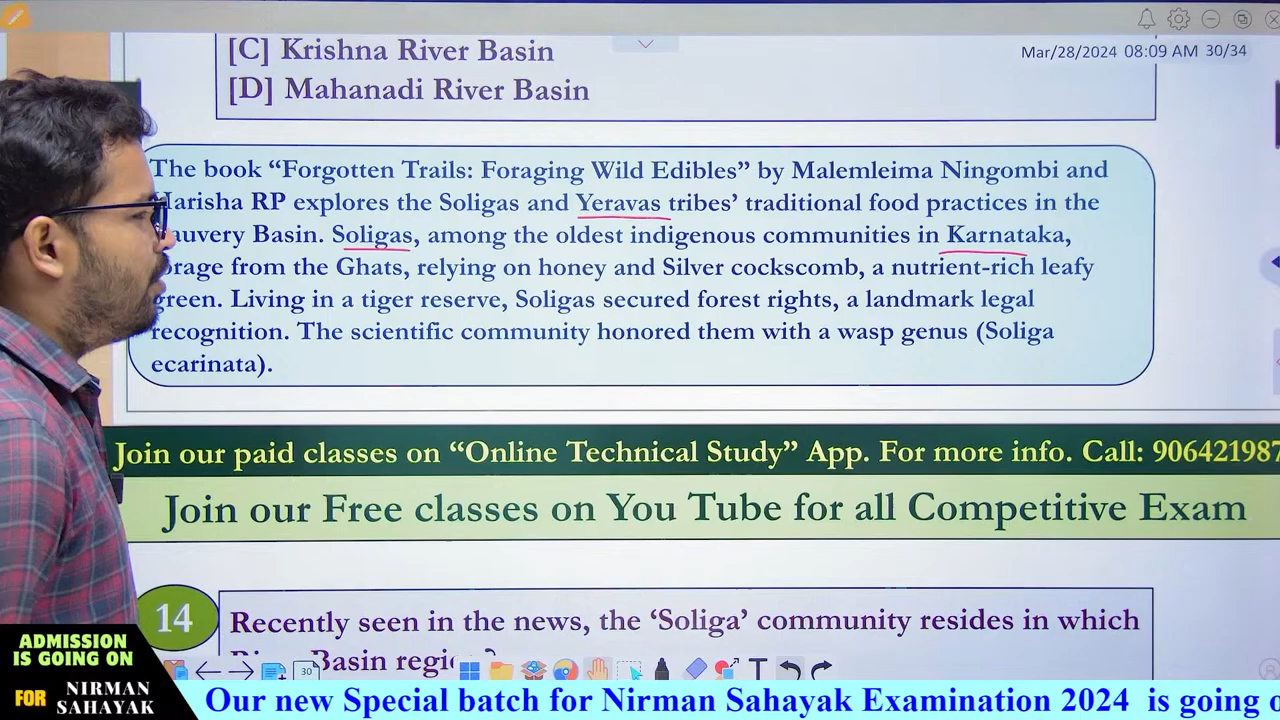 [C] Krishna River Basin
Mar/28/2024 08:09 AM 30/34
[D] Mahanadi River Basin
The book “Forgotten Trails: Foraging Wild Edibles” by Malemleima Ningombi and
RP explores the Soligas and Yeravas tribes’ traditional food practices in the
Basin. Soligas, among the oldest indigenous communities in Karnataka,
from the Ghats, relying on honey and Silver cockscomb, a nutrient-rich leafy
green. Living in a tiger reserve, Soligas secured forest rights, a landmark legal
recognition. The scientific community honored them with a wasp genus (Soliga
ecarinata).
Join our paid classes on “Online Technical Study” App. For more info. Call: 906421987
Join our Free classes on You Tube for all Competitive Exam
14
Recently seen in the news, the ‘Soliga’ community resides in which
Basin
30
T
ADMISSION
IS GOING ON
FOR NIRMAN
SAHAYAK
Our new Special batch for Nirman Sahayak Examination 2024 is going